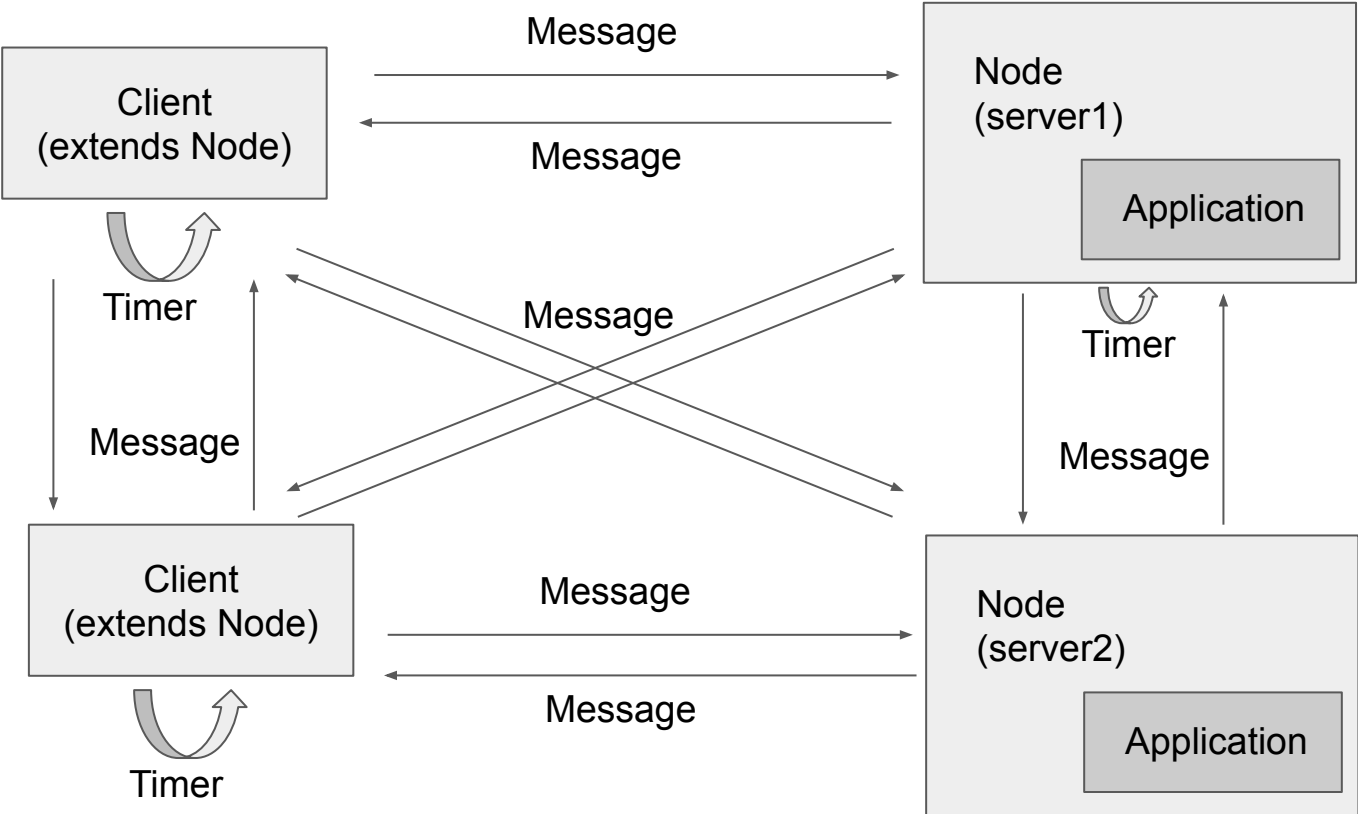 Message
Client
(extends Node)
Node
(server1)
Message
Application
Timer
Message
Timer
Message
Message
Client
(extends Node)
Message
Node
(server2)
Message
Application
Timer